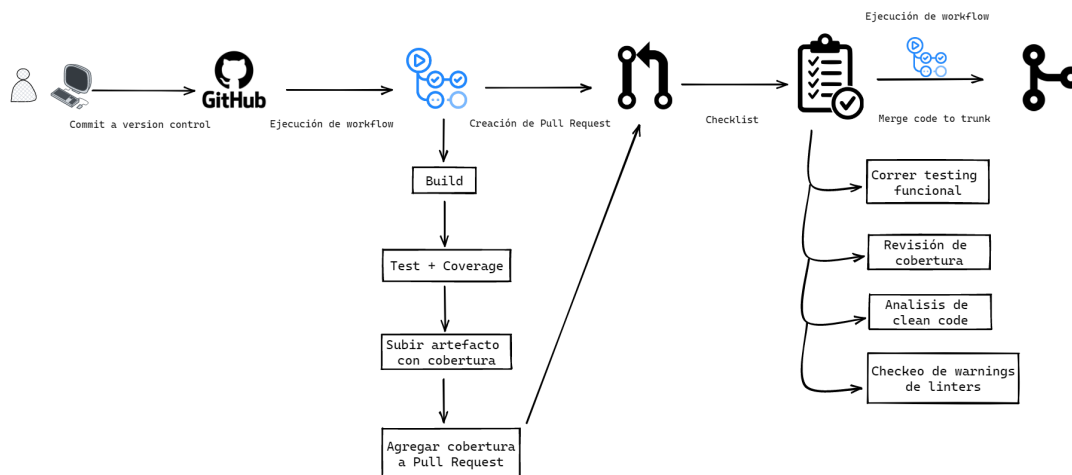 Ejecución de workflow
GitHub
Commit a version control
Ejecución de workflow
Creación de Pull Request
Checklist
Merge code to trunk
Build
Test + Coverage
Subir artefacto
con cobertura
Agregar cobertura
a Pull Request
Correr testing
funcional
Revisión de
cobertura
Analisis de
clean code
Checkeo de warnings
de linters